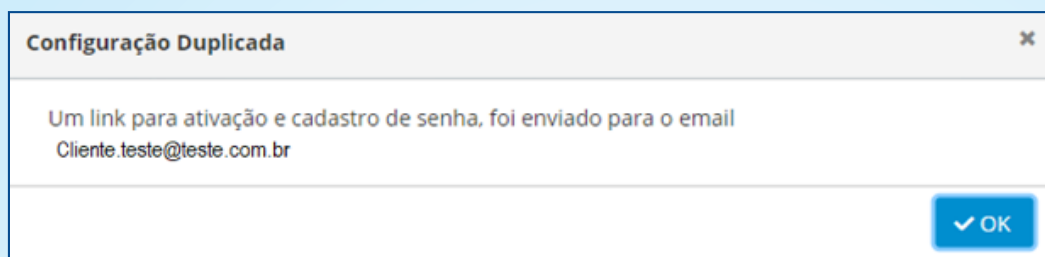 Configuração Duplicada
Um link para ativação e cadastro de senha, foi enviado para o email
Cliente.teste@teste.com.br
OK